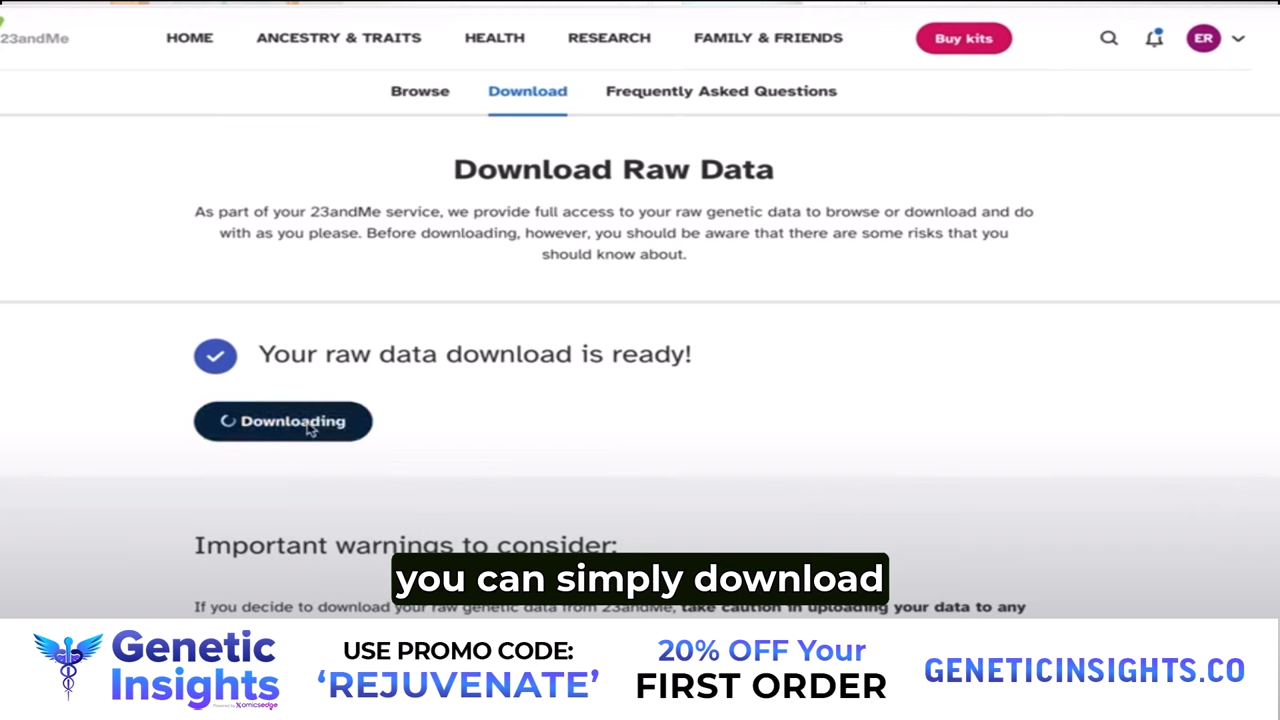 23andMe
HOME ANCESTRY & TRAITS HEALTH RESEARCH FAMILY & FRIENDS Buy kits ER
Browse Download Frequently Asked Questions
Download Raw Data
As part of your 23andMe service, we provide full access to your raw genetic data to browse or download and do
with as you please. Before downloading, however, you should be aware that there are some risks that you
should know about.
Your raw data download is ready!
Downloading
Important warnings to consider:
you can simply download
If you decide to download your raw genetic data from 23andMe, take caution in uploading your data to any
Genetic
Insights
Powered by Xomicsedge
USE PROMO CODE:
‘REJUVENATE’
20% OFF Your
FIRST ORDER
GENETICINSIGHTS.CO